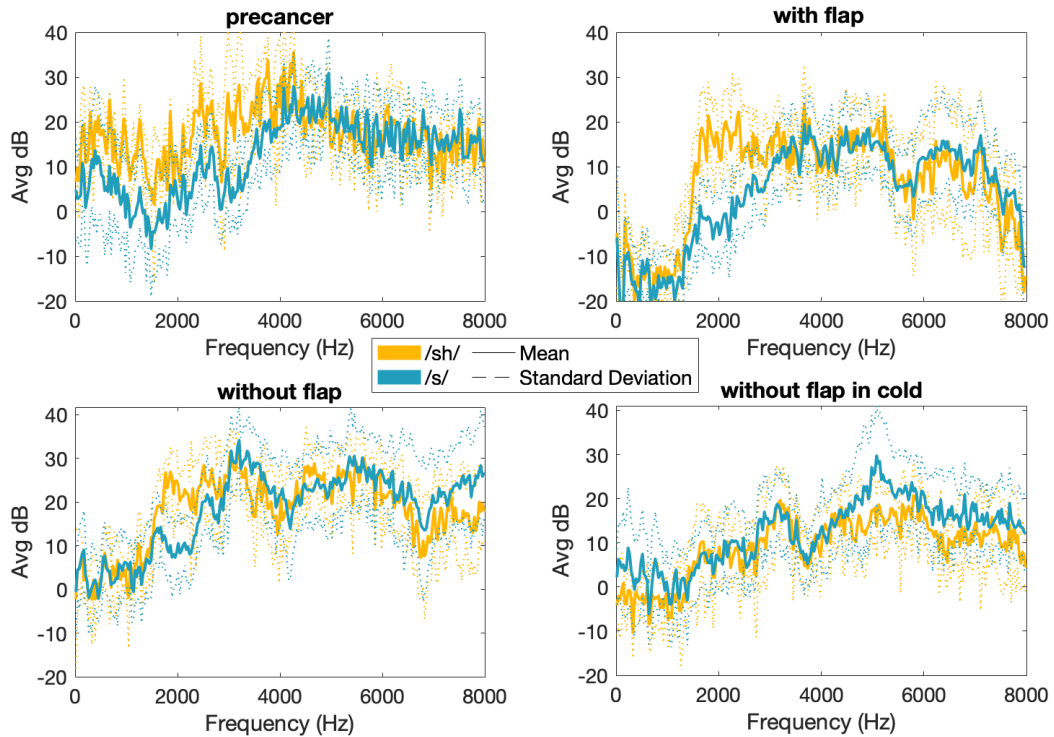 precancer
40
30
20
10
0
-10
-20
Avg dB
0 2000 4000 6000 8000
Frequency (Hz)
with flap
40
30
20
10
0
-10
-20
Avg dB
0 2000 4000 6000 8000
Frequency (Hz)
/sh/ Mean
/s/ Standard Deviation
without flap
40
30
20
10
0
-10
-20
Avg dB
0 2000 4000 6000 8000
Frequency (Hz)
without flap in cold
40
30
20
10
0
-10
-20
Avg dB
0 2000 4000 6000 8000
Frequency (Hz)